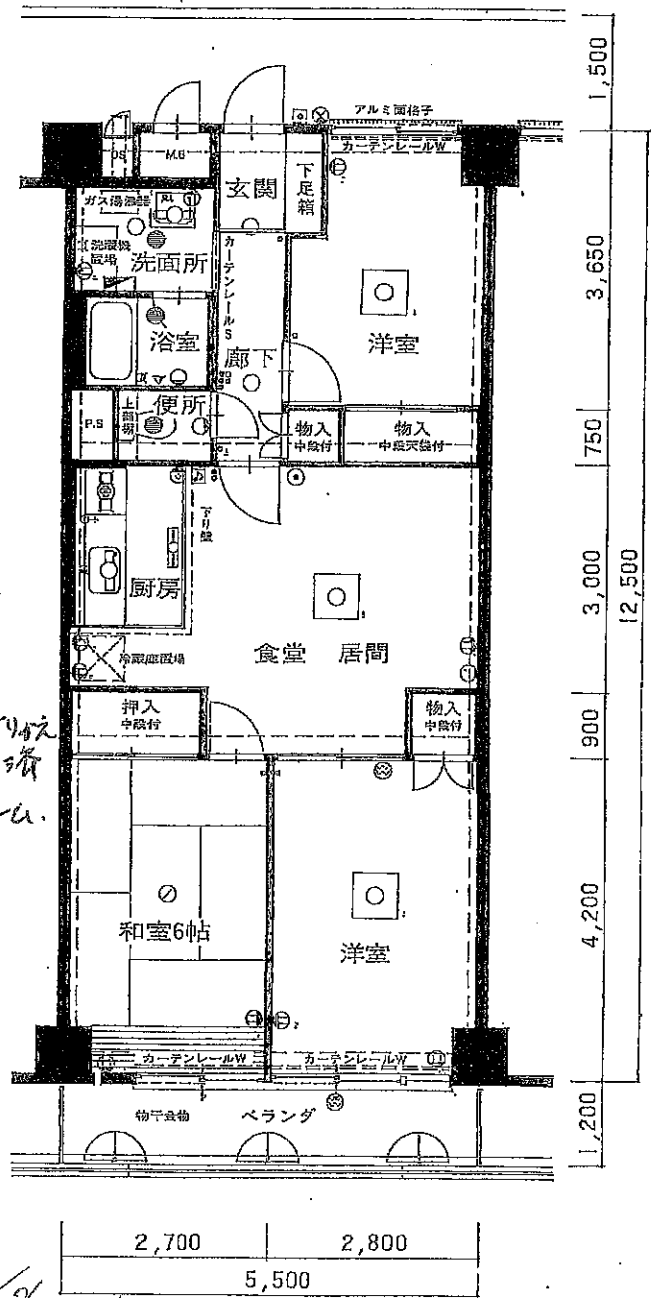 1,500
アルミ面格子
カーテンレールW
M.B
玄関
下足箱
ガス湯沸器
洗濯機置場
洗面所
カーテンレールS
洋室
3,650
浴室
廊下
便所
P.S
上部棚
物入
中段付
物入
中段天袋付
750
下り壁
厨房
3,000
12,500
食堂 居間
冷蔵庫置場
押入
中段付
物入
中段付
900
和室6帖
洋室
4,200
カーテンレールW
カーテンレールW
物干金物
ベランダ
1,200
2,700
2,800
5,500